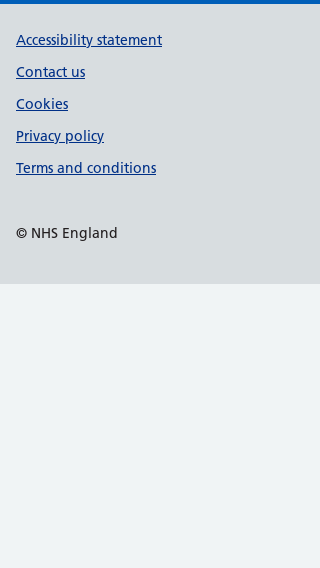 Accessibility statement
Contact us
Cookies
Privacy policy
Terms and conditions
© NHS England